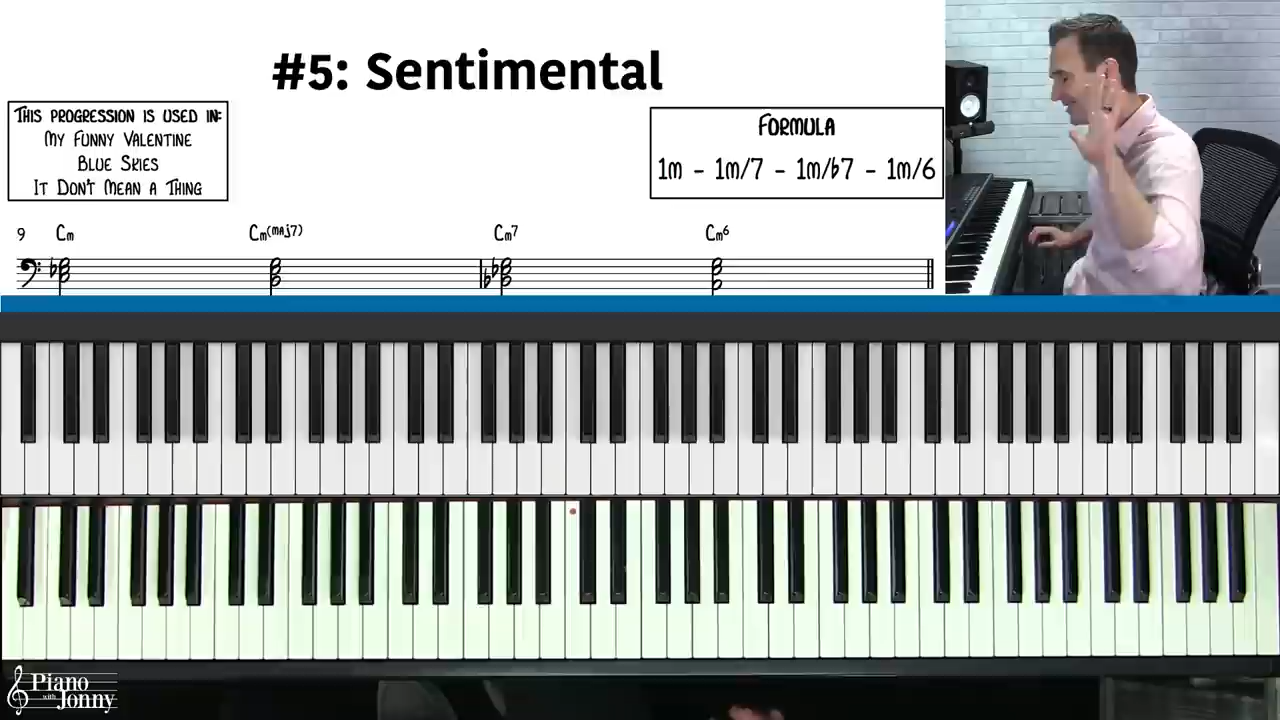 #5: Sentimental
This progression is used in:
My Funny Valentine
Blue Skies
It Don't Mean a Thing
Formula
1m - 1m/7 - 1m/♭7 - 1m/6
9 Cm Cm(maj7) Cm7 Cm6
Piano
with
Jonny